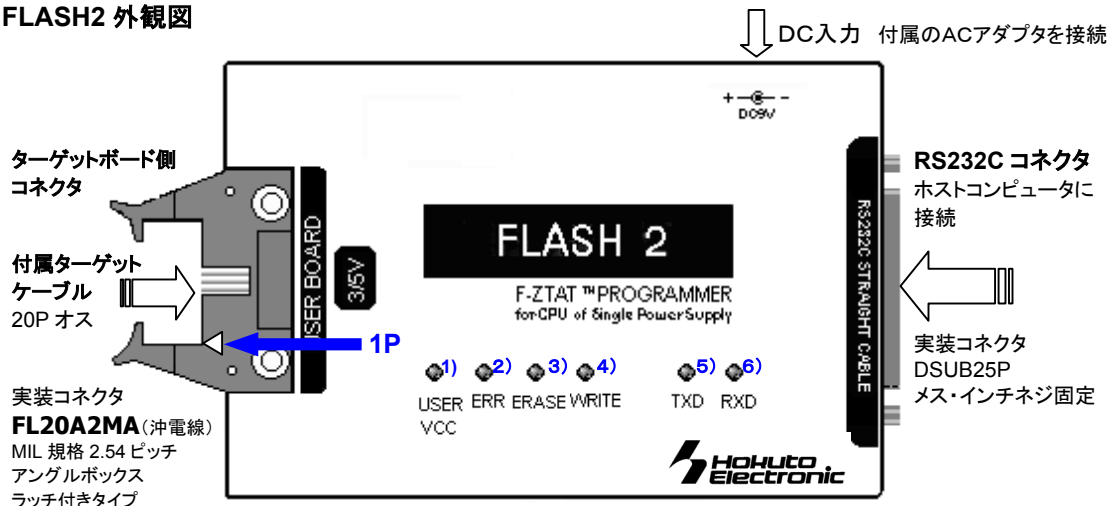 FLASH2 外観図
DC入力 付属のACアダプタを接続
+ -
DC9V
ターゲットボード側
コネクタ
付属ターゲット
ケーブル
20P オス
1P
実装コネクタ
FL20A2MA(沖電線)
MIL 規格 2.54 ピッチ
アングルボックス
ラッチ付きタイプ
USER BOARD
3/5V
FLASH 2
F-ZTAT ™ PROGRAMMER
for CPU of Single Power Supply
1) 2) 3) 4) 5) 6)
USER VCC ERR ERASE WRITE TXD RXD
Hokuto Electronic
RS232C STRAIGHT CABLE
RS232C コネクタ
ホストコンピュータに
接続
実装コネクタ
DSUB25P
メス・インチネジ固定